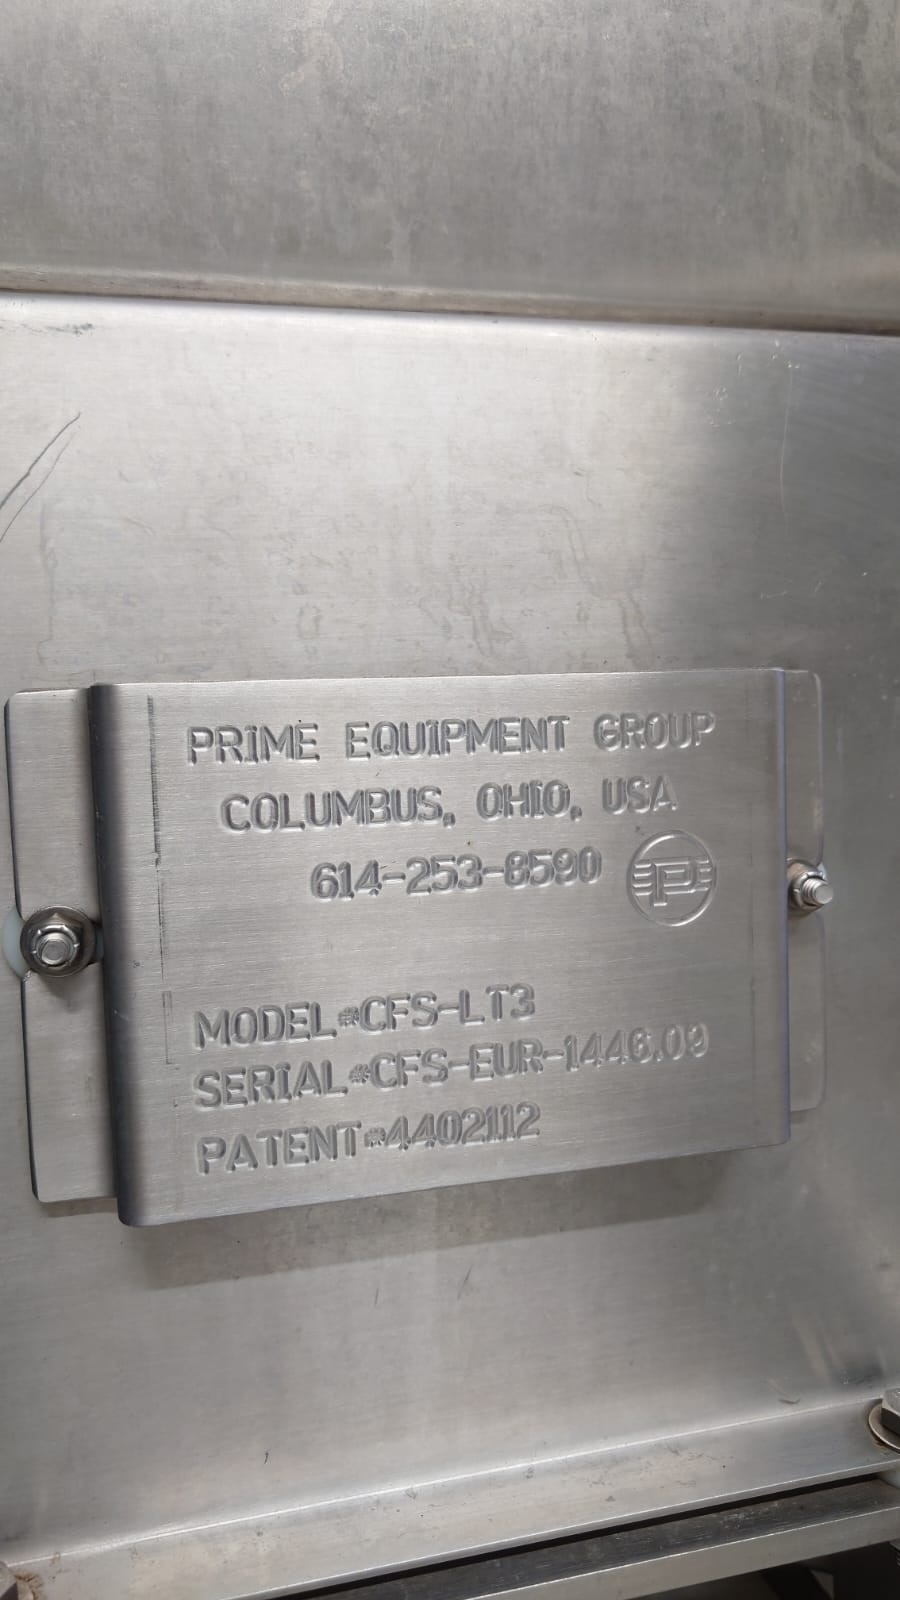 PRIME EQUIPMENT GROUP
COLUMBUS, OHIO, USA
614-253-8590
P
MODEL#CFS-LT3
SERIAL#CFS-EUR-1446.09
PATENT#4402112